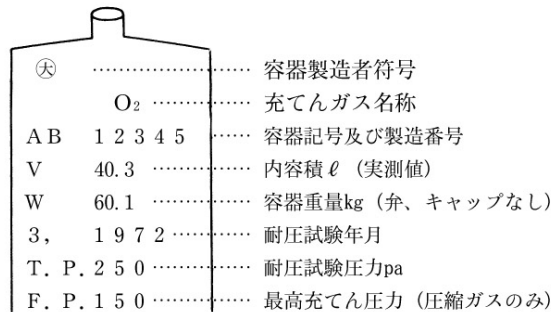 ㊅ …………………… 容器製造者符号
O₂ …………… 充てんガス名称
AB 12345 …… 容器記号及び製造番号
V 40.3 …………… 内容積ℓ（実測値）
W 60.1 …………… 容器重量kg（弁、キャップなし）
3, 1972 ………… 耐圧試験年月
T.P.250 …………… 耐圧試験圧力pa
F.P.150 …………… 最高充てん圧力（圧縮ガスのみ）